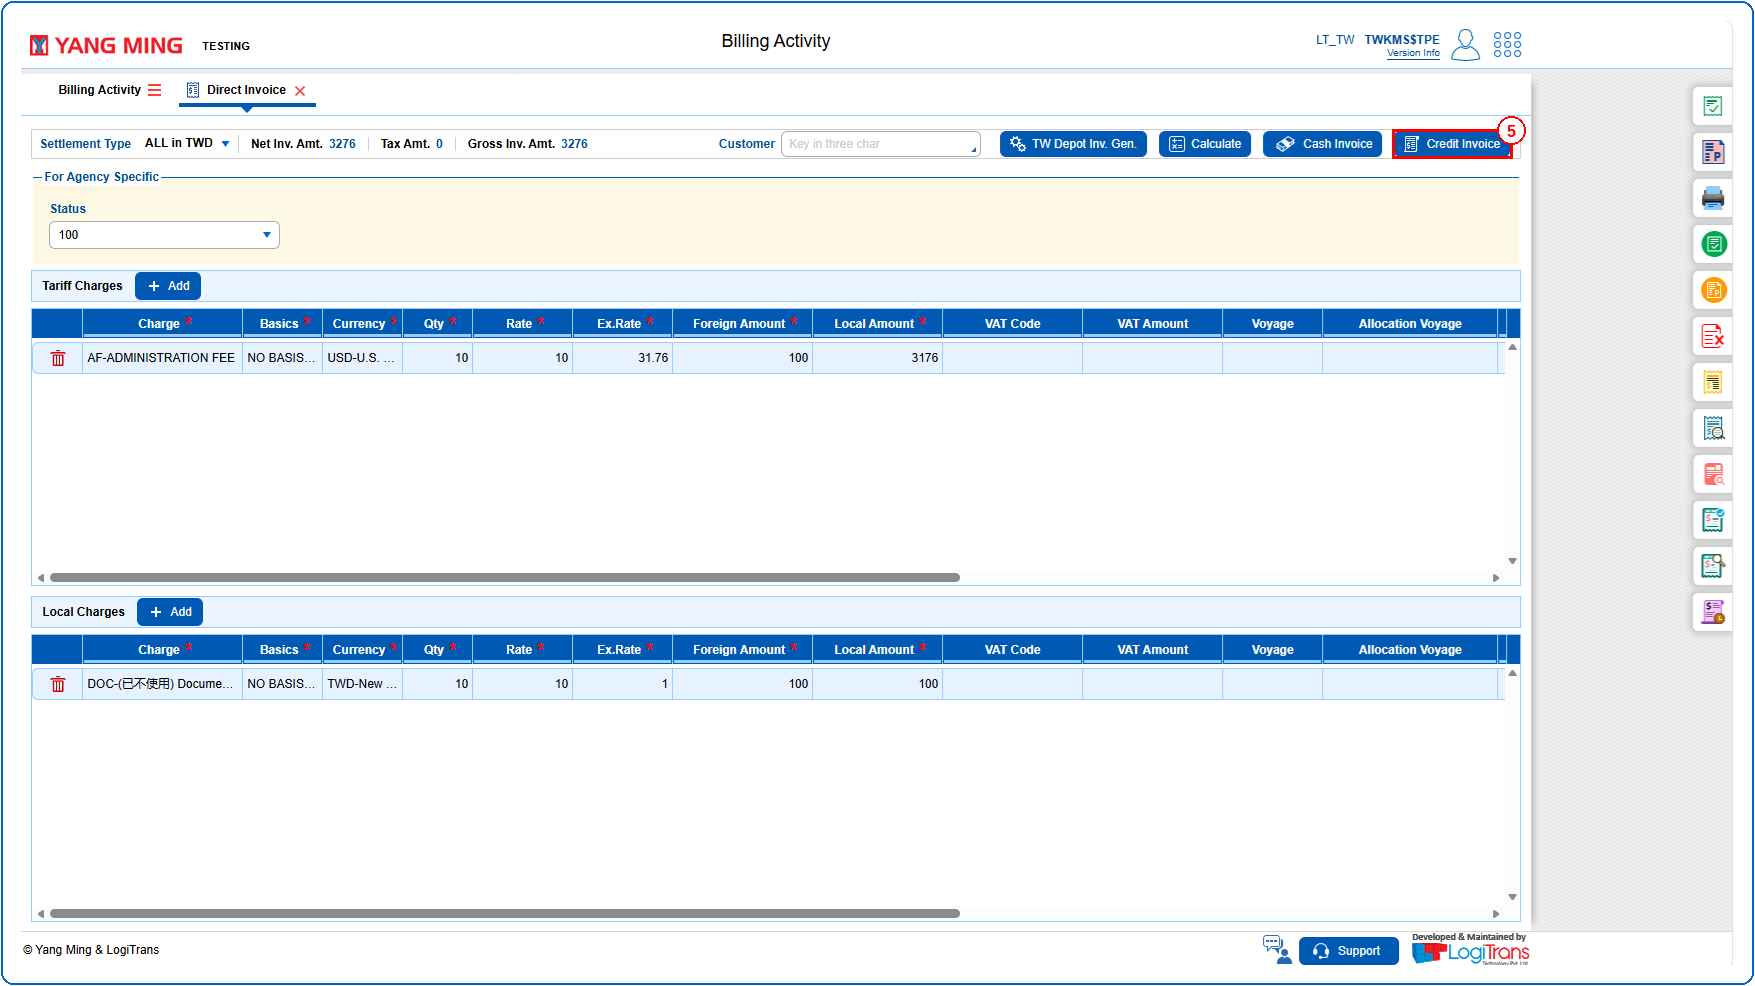 YANG MING TESTING
Billing Activity
LT_TW TWKMS$TPE
Version Info
Billing Activity
Direct Invoice
Settlement Type ALL in TWD Net Inv. Amt. 3276 Tax Amt. 0 Gross Inv. Amt. 3276 Customer Key in three char TW Depot Inv. Gen. Calculate Cash Invoice Credit Invoice 5
For Agency Specific
Status
100
Tariff Charges + Add
Charge * Basics * Currency * Qty * Rate * Ex.Rate * Foreign Amount * Local Amount * VAT Code VAT Amount Voyage Allocation Voyage
AF-ADMINISTRATION FEE NO BASIS... USD-U.S. ... 10 10 31.76 100 3176
Local Charges + Add
Charge * Basics * Currency * Qty * Rate * Ex.Rate * Foreign Amount * Local Amount * VAT Code VAT Amount Voyage Allocation Voyage
DOC-(已不使用) Docume... NO BASIS... TWD-New ... 10 10 1 100 100
© Yang Ming & LogiTrans
Support
Developed & Maintained by
LogiTrans
Technology Pvt. Ltd.